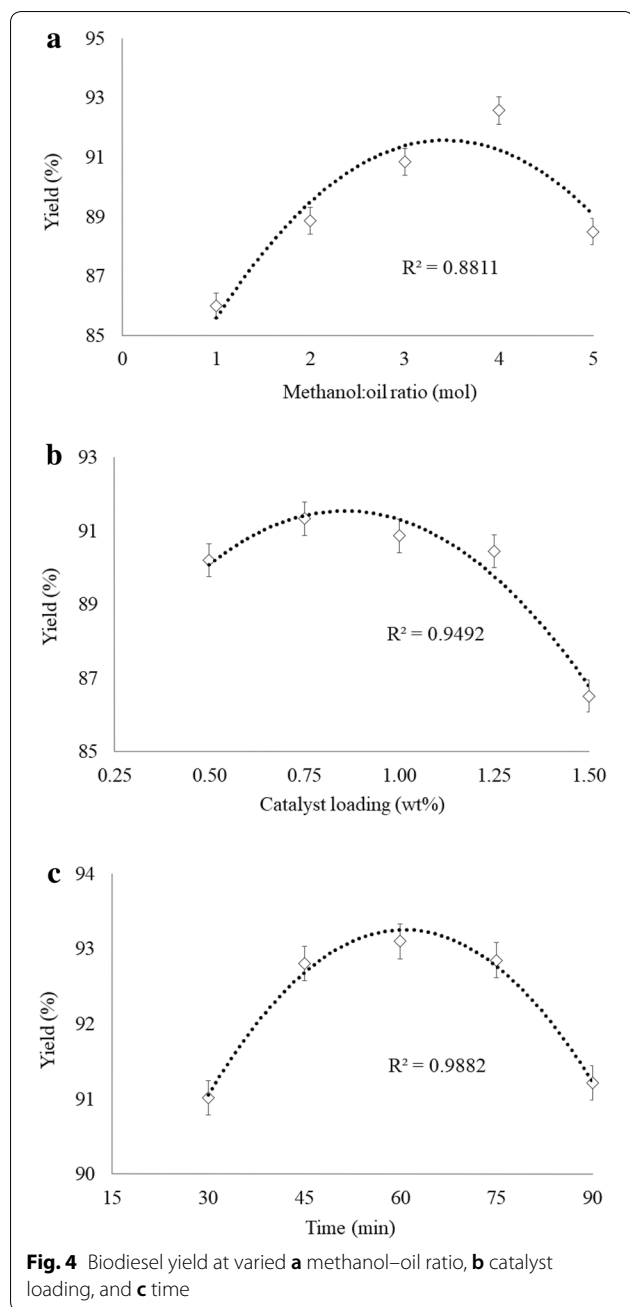 a
95
93
91
89
87
85
Yield (%)
R² = 0.8811
0 1 2 3 4 5
Methanol:oil ratio (mol)
b
93
91
89
87
85
Yield (%)
R² = 0.9492
0.25 0.50 0.75 1.00 1.25 1.50
Catalyst loading (wt%)
c
94
93
92
91
90
Yield (%)
R² = 0.9882
15 30 45 60 75 90
Time (min)
Fig. 4 Biodiesel yield at varied a methanol–oil ratio, b catalyst
loading, and c time